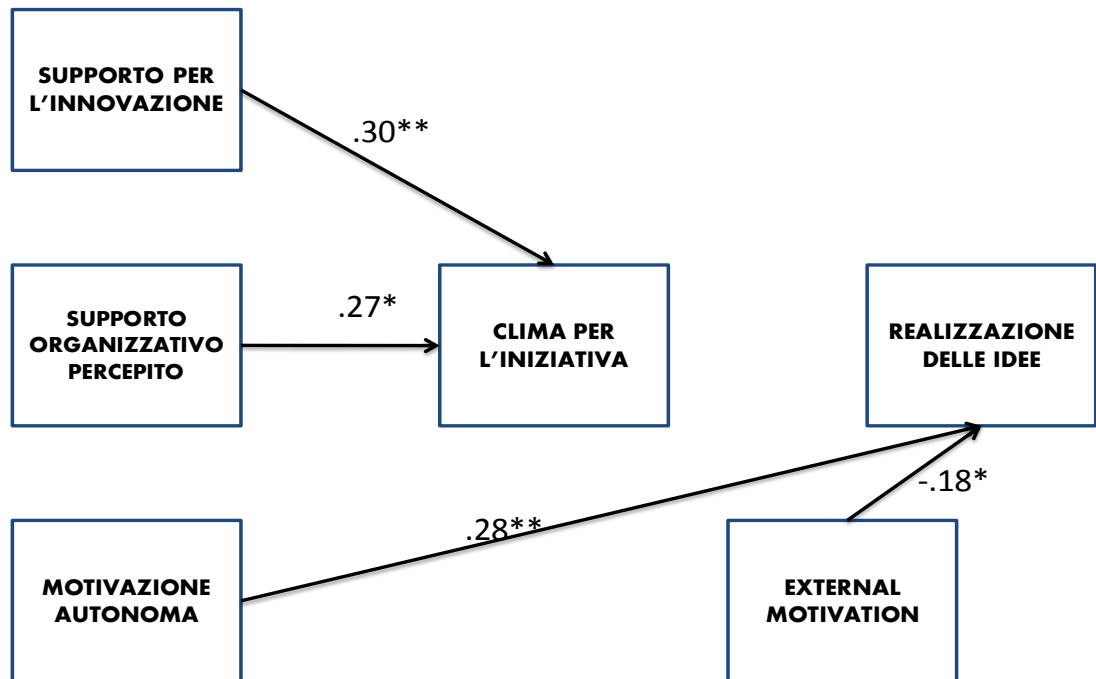 SUPPORTO PER
L'INNOVAZIONE
.30**
SUPPORTO
ORGANIZZATIVO
PERCEPITO
.27*
CLIMA PER
L'INIZIATIVA
REALIZZAZIONE
DELLE IDEE
-.18*
.28**
MOTIVAZIONE
AUTONOMA
EXTERNAL
MOTIVATION